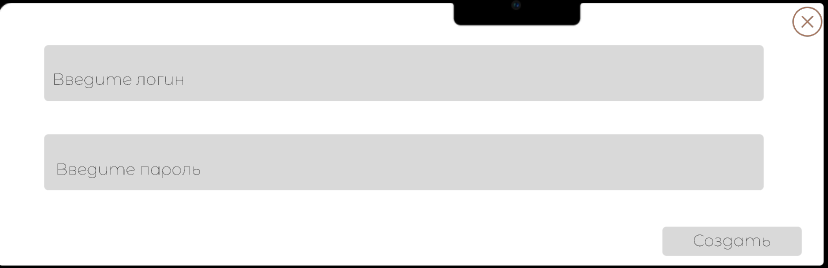 Введите логин
Введите пароль
Создать